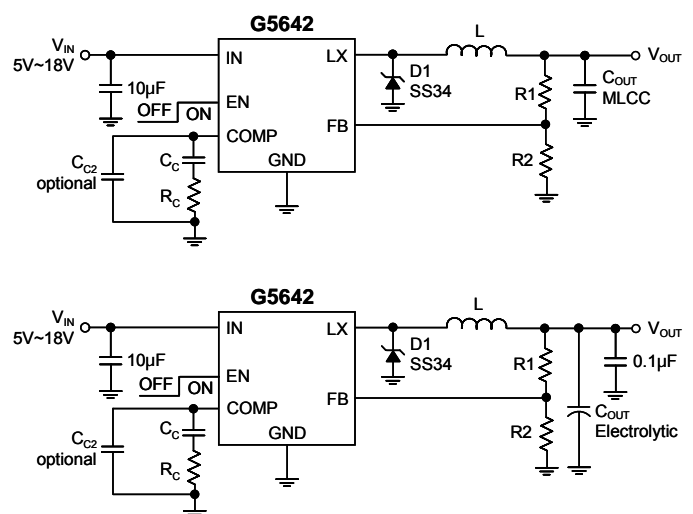 G5642
VIN
5V~18V
10µF
IN
LX
L
VOUT
D1
SS34
R1
COUT
MLCC
OFF
ON
EN
COMP
FB
CC2
optional
CC
RC
GND
R2
G5642
VIN
5V~18V
10µF
IN
LX
L
VOUT
D1
SS34
R1
0.1µF
OFF
ON
EN
COMP
FB
CC2
optional
CC
RC
GND
R2
COUT
Electrolytic